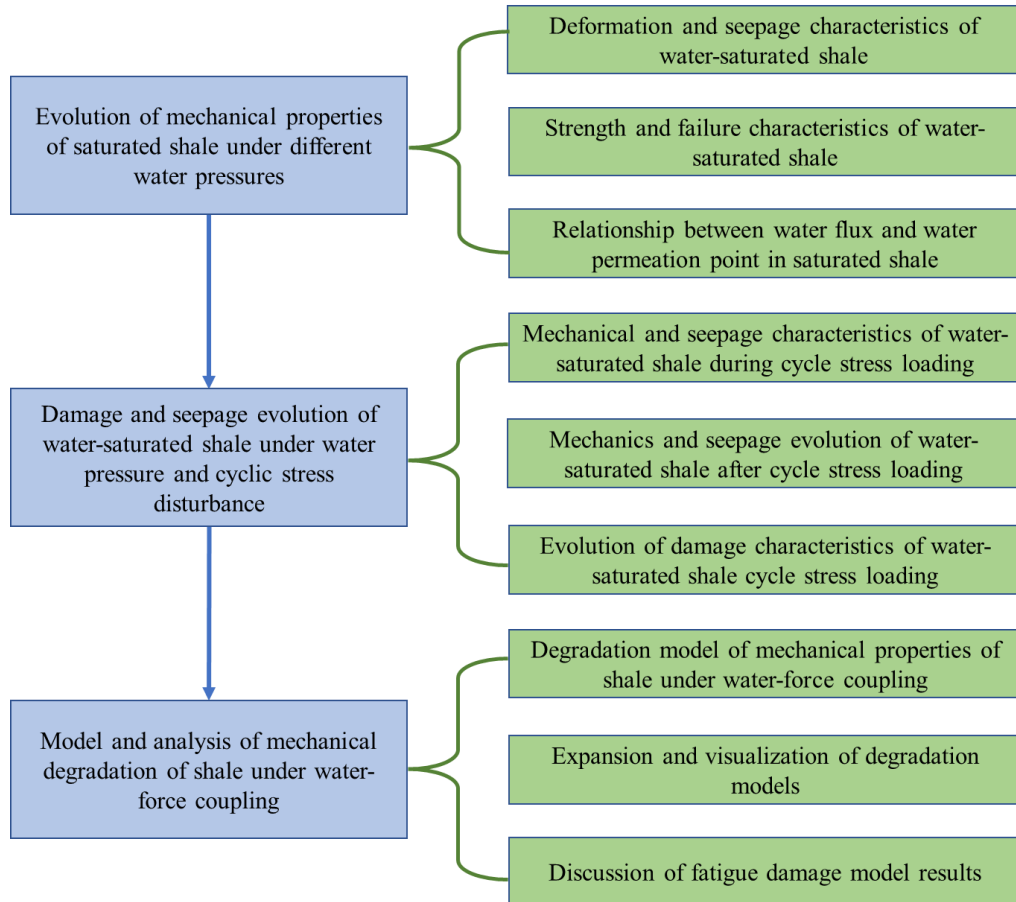 Evolution of mechanical properties
of saturated shale under different
water pressures
Deformation and seepage characteristics of
water-saturated shale
Strength and failure characteristics of water-
saturated shale
Relationship between water flux and water
permeation point in saturated shale
Damage and seepage evolution of
water-saturated shale under water
pressure and cyclic stress
disturbance
Mechanical and seepage characteristics of water-
saturated shale during cycle stress loading
Mechanics and seepage evolution of water-
saturated shale after cycle stress loading
Evolution of damage characteristics of water-
saturated shale cycle stress loading
Model and analysis of mechanical
degradation of shale under water-
force coupling
Degradation model of mechanical properties of
shale under water-force coupling
Expansion and visualization of degradation
models
Discussion of fatigue damage model results